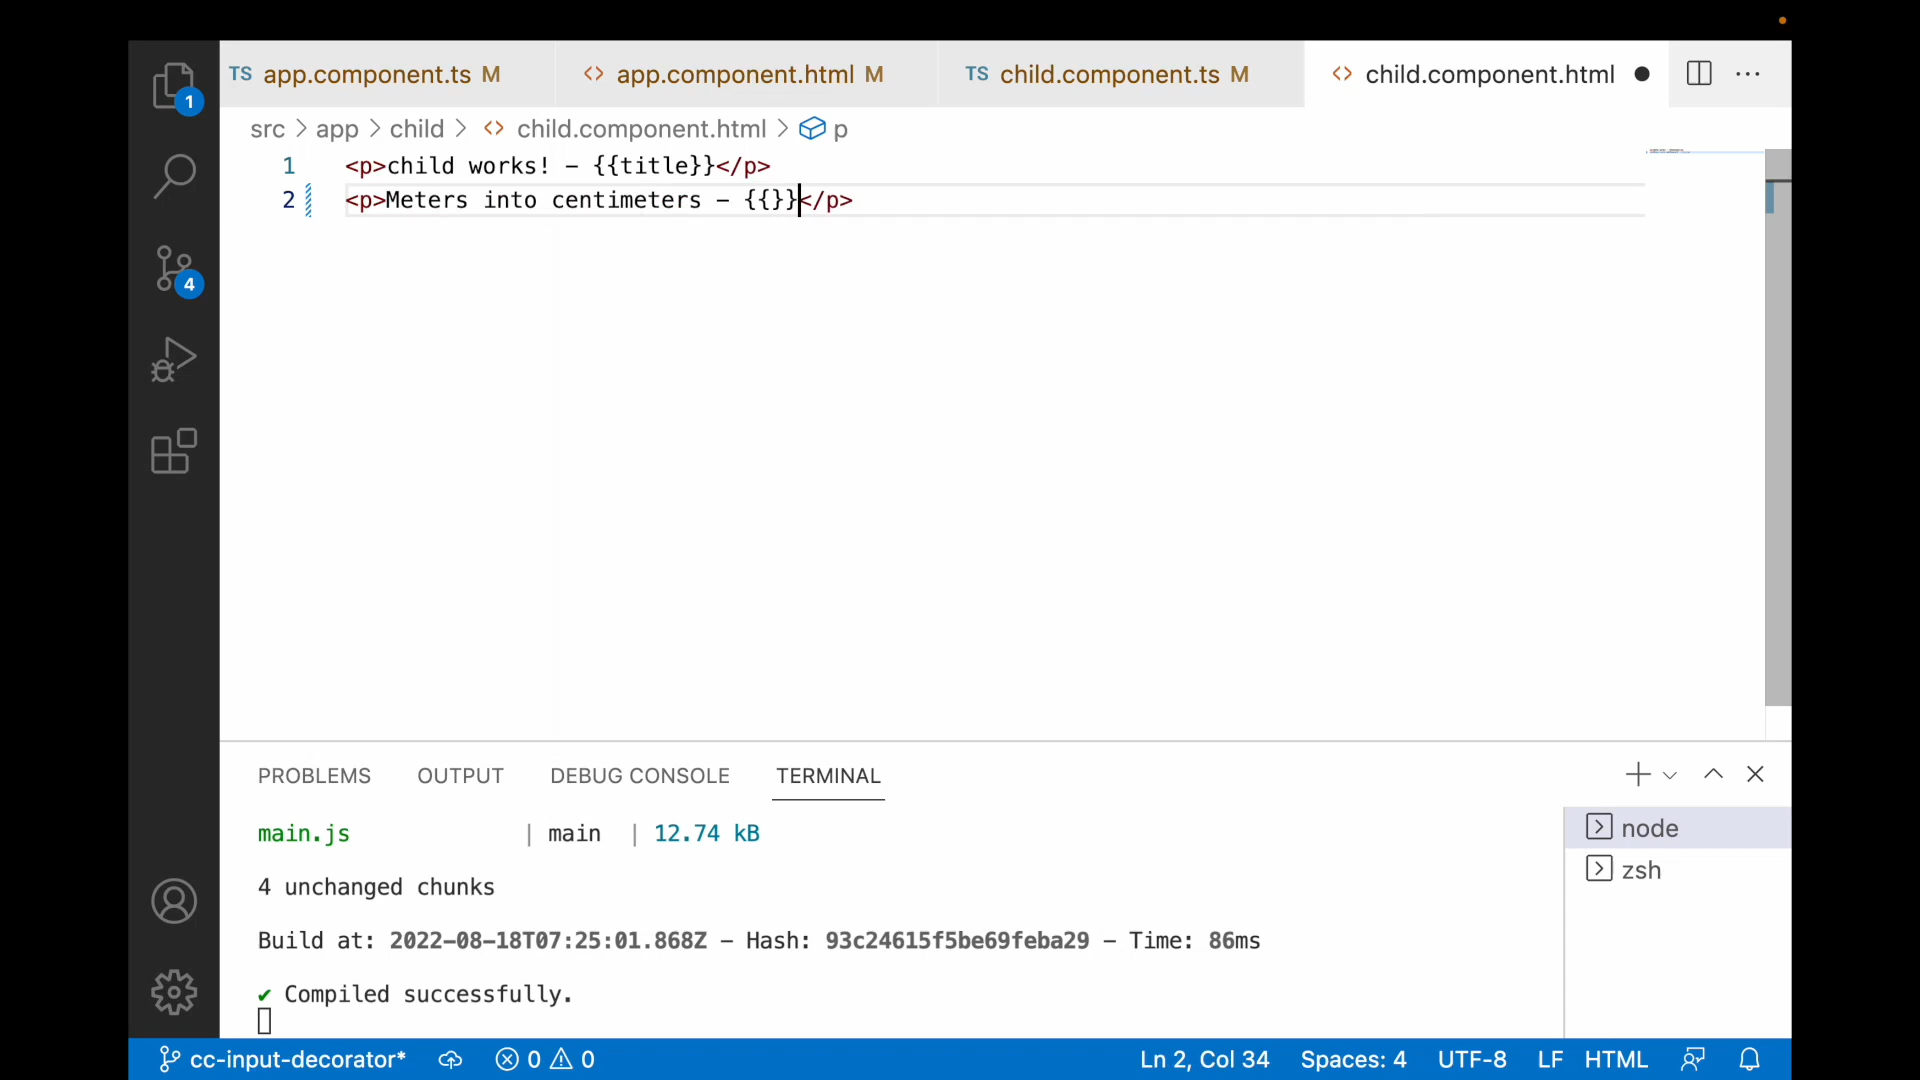 TS app.component.ts M <> app.component.html M TS child.component.ts M <> child.component.html ● ...
1
src > app > child > <> child.component.html > p
1 <p>child works! - {{title}}</p>
2 <p>Meters into centimeters - {{}}</p>
4
PROBLEMS OUTPUT DEBUG CONSOLE TERMINAL
main.js | main | 12.74 kB
node
zsh
4 unchanged chunks
Build at: 2022-08-18T07:25:01.868Z - Hash: 93c24615f5be69feba29 - Time: 86ms
✔ Compiled successfully.
cc-input-decorator* 0 0 Ln 2, Col 34 Spaces: 4 UTF-8 LF HTML